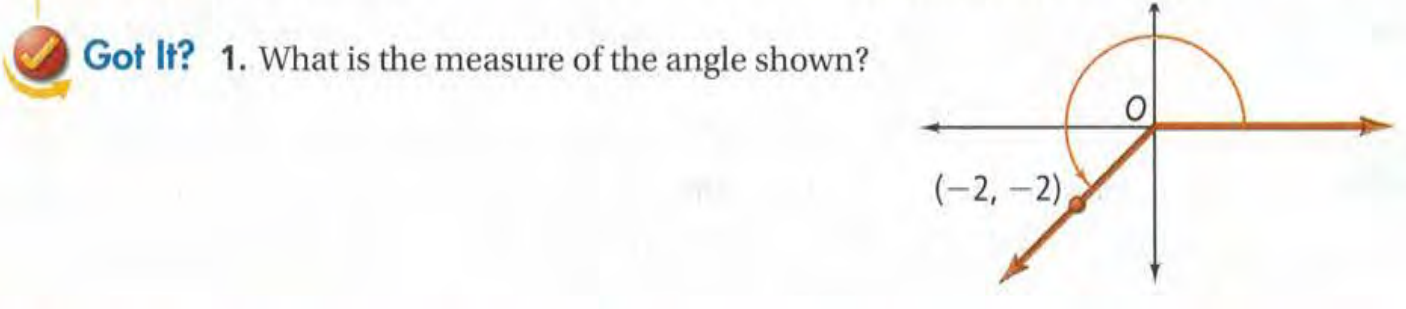 Got It? 1. What is the measure of the angle shown?
O
(−2, −2)